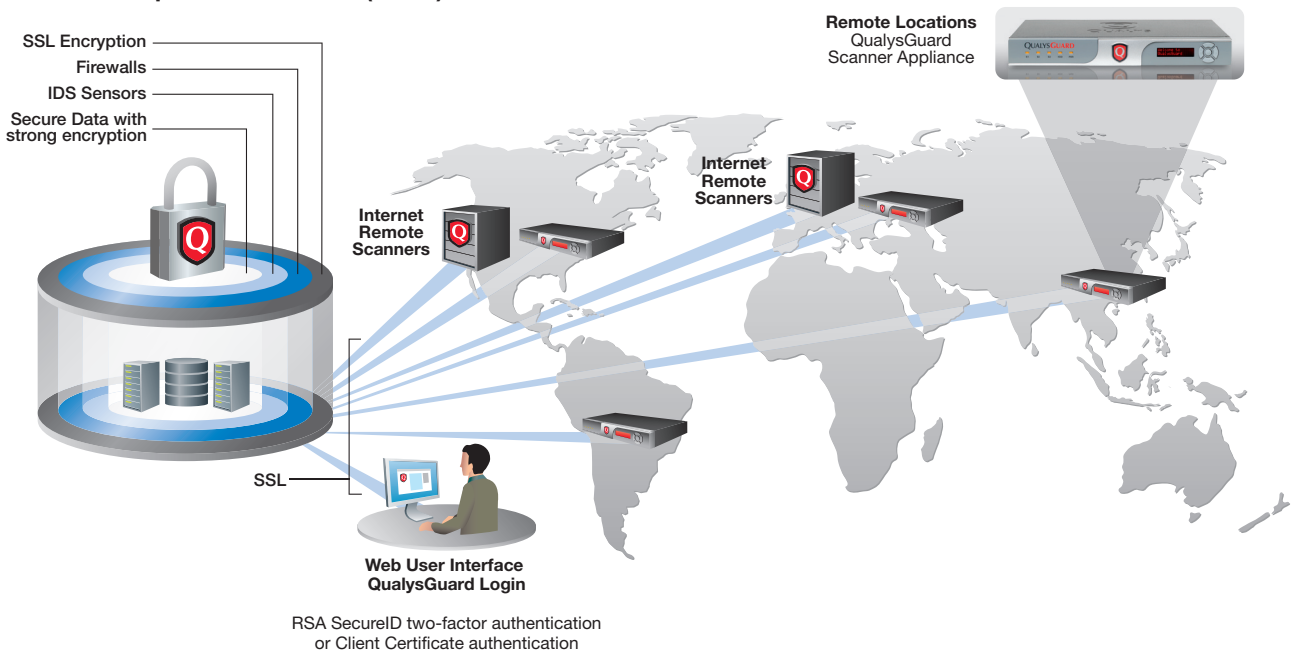 SSL Encryption
Firewalls
IDS Sensors
Secure Data with
strong encryption
Internet
Remote
Scanners
Internet
Remote
Scanners
Remote Locations
QualysGuard
Scanner Appliance
QUALYSGUARD
Q
Q
Q
Q
SSL
Web User Interface
QualysGuard Login
RSA SecureID two-factor authentication
or Client Certificate authentication